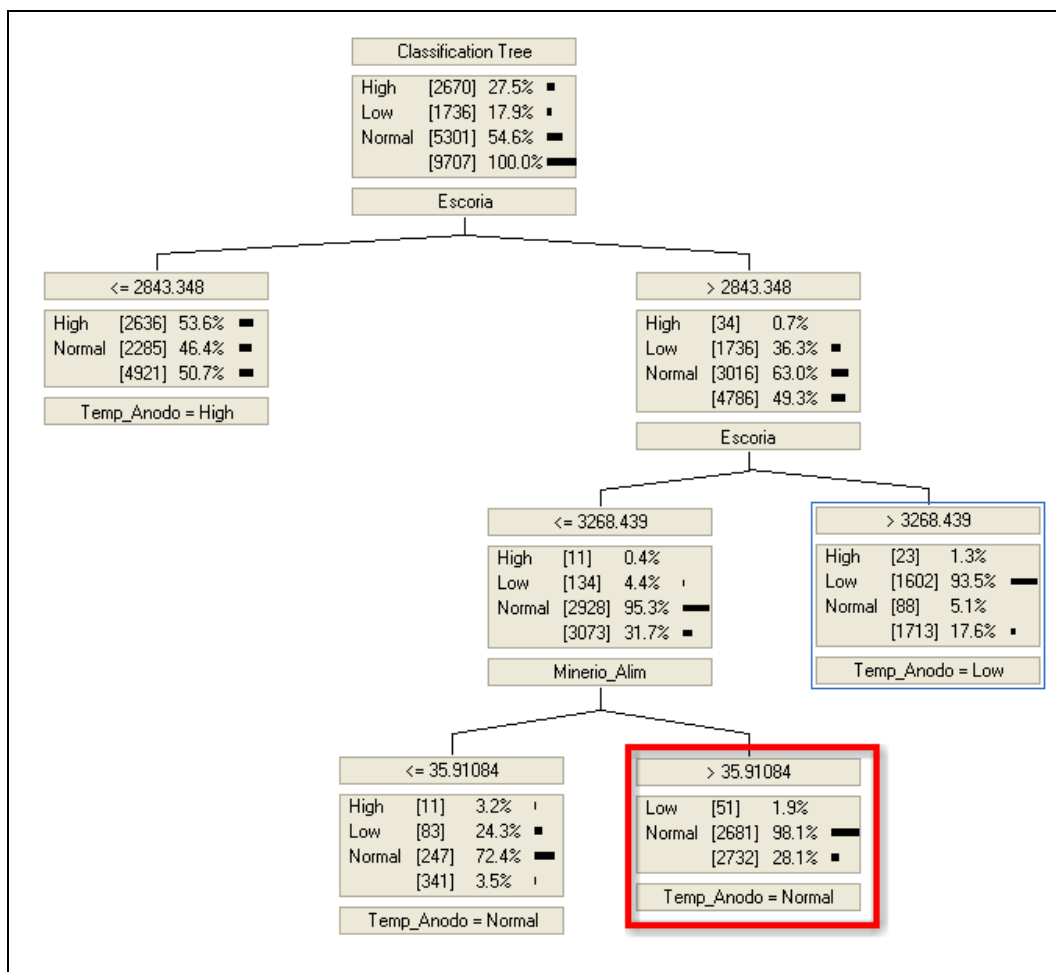 Classification Tree
High [2670] 27.5%
Low [1736] 17.9%
Normal [5301] 54.6%
[9707] 100.0%
Escoria
<= 2843.348
High [2636] 53.6%
Normal [2285] 46.4%
[4921] 50.7%
Temp_Anodo = High
> 2843.348
High [34] 0.7%
Low [1736] 36.3%
Normal [3016] 63.0%
[4786] 49.3%
Escoria
<= 3268.439
High [11] 0.4%
Low [134] 4.4%
Normal [2928] 95.3%
[3073] 31.7%
Minerio_Alim
> 3268.439
High [23] 1.3%
Low [1602] 93.5%
Normal [88] 5.1%
[1713] 17.6%
Temp_Anodo = Low
<= 35.91084
High [11] 3.2%
Low [83] 24.3%
Normal [247] 72.4%
[341] 3.5%
Temp_Anodo = Normal
> 35.91084
Low [51] 1.9%
Normal [2681] 98.1%
[2732] 28.1%
Temp_Anodo = Normal